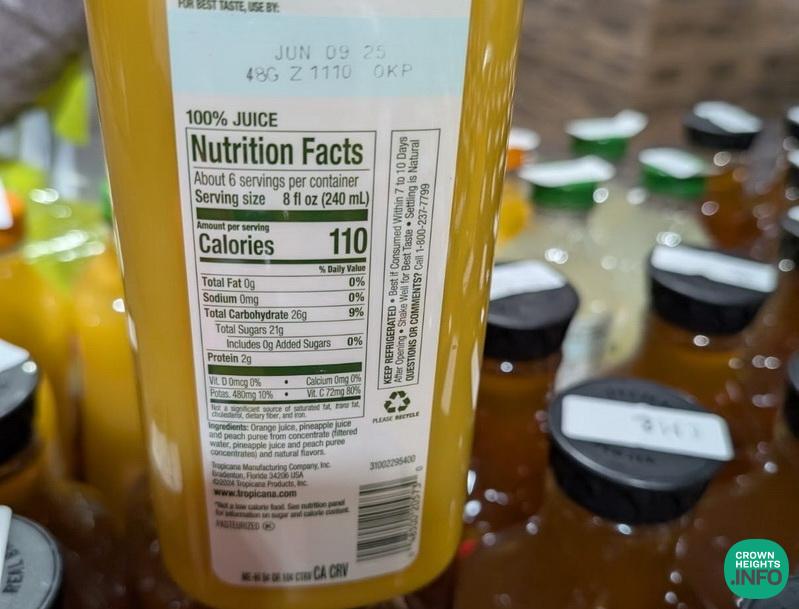 FOR BEST TASTE, USE BY:
JUN 09 25
48G Z 1110 0KP
100% JUICE
Nutrition Facts
About 6 servings per container
Serving size 8 fl oz (240 mL)
Amount per serving
Calories 110
% Daily Value
Total Fat 0g 0%
Sodium 0mg 0%
Total Carbohydrate 26g 9%
Total Sugars 21g
Includes 0g Added Sugars 0%
Protein 2g
Vit. D 0mcg 0% • Calcium 0mg 0%
Potas. 480mg 10% • Vit. C 72mg 80%
Not a significant source of saturated fat, trans fat,
cholesterol, dietary fiber, and iron.
Ingredients: Orange juice, pineapple juice
and peach puree from concentrate (filtered
water, pineapple juice and peach puree
concentrates) and natural flavors.
Tropicana Manufacturing Company, Inc.
Bradenton, Florida 34206 USA
©2024 Tropicana Products, Inc.
www.tropicana.com
*Not a low calorie food. See nutrition panel
for information on sugar and calorie content.
PASTEURIZED K
KEEP REFRIGERATED • Best if Consumed Within 7 to 10 Days
After Opening • Shake Well for Best Taste • Settling is Natural
QUESTIONS OR COMMENTS? Call 1-800-237-7799
PLEASE RECYCLE
31002295400
CA CRV
REAL
CROWN
HEIGHTS
.INFO